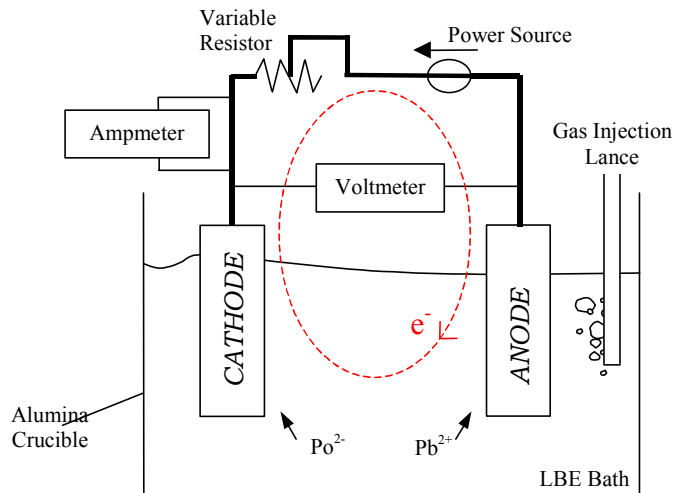 Variable
Resistor
Power Source
Ampmeter
Gas Injection
Lance
Voltmeter
CATHODE
ANODE
e-
Alumina
Crucible
Po2-
Pb2+
LBE Bath